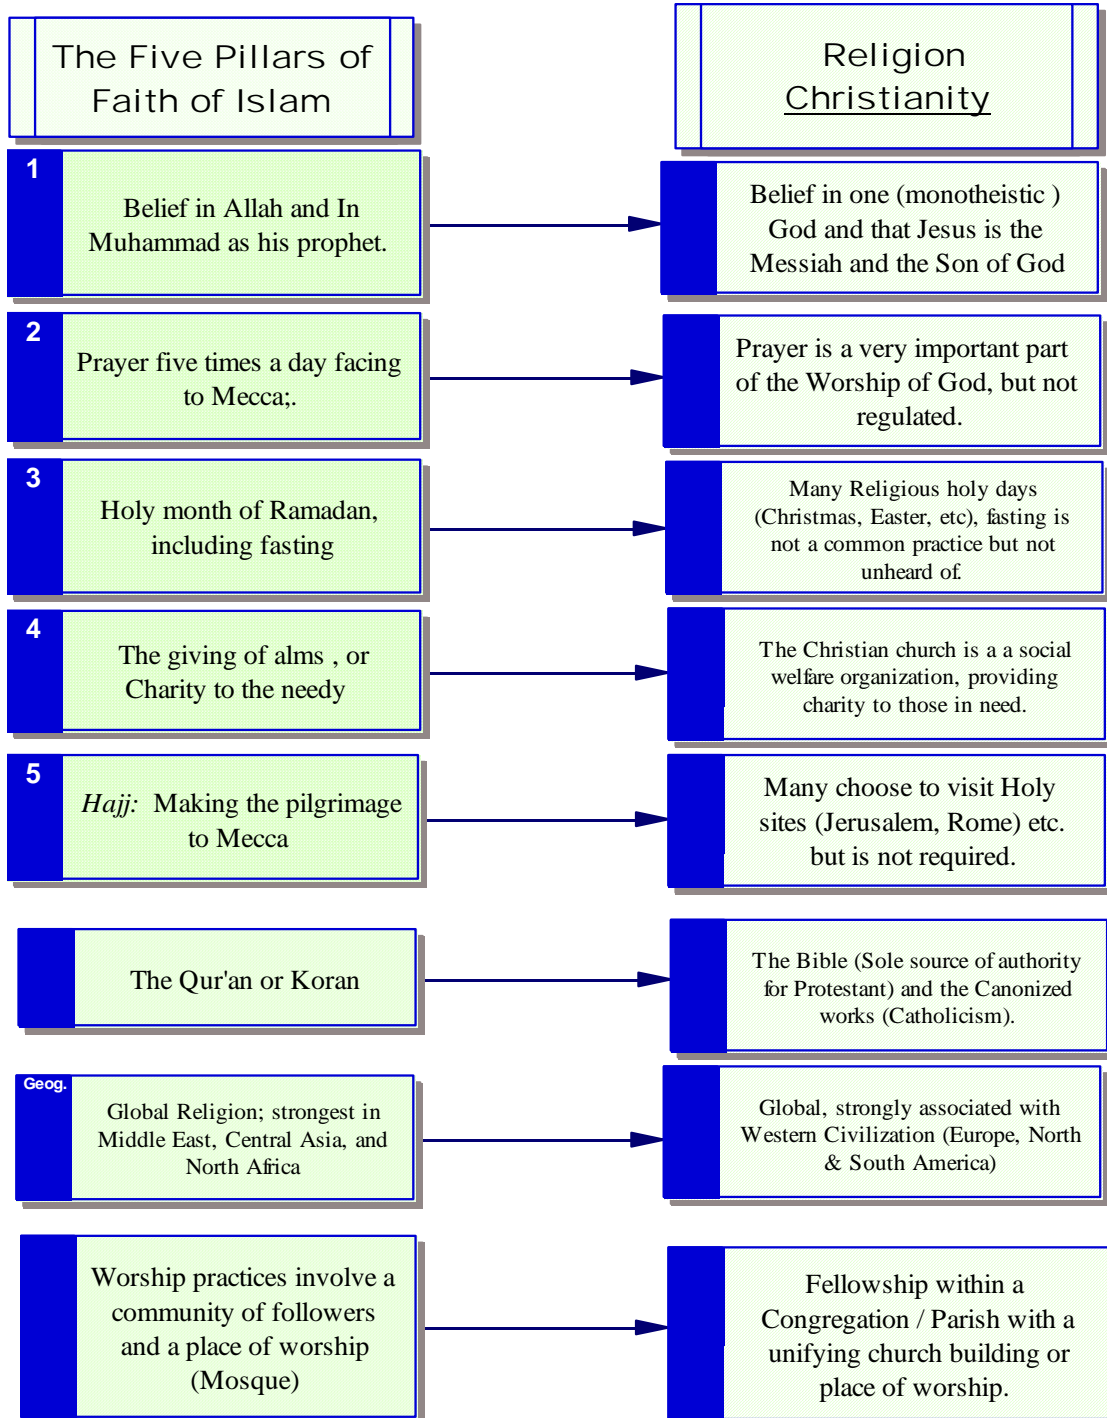 The Five Pillars of
Faith of Islam
Religion
Christianity
1
Belief in Allah and In
Muhammad as his prophet.
Belief in one (monotheistic )
God and that Jesus is the
Messiah and the Son of God
2
Prayer five times a day facing
to Mecca;.
Prayer is a very important part
of the Worship of God, but not
regulated.
3
Holy month of Ramadan,
including fasting
Many Religious holy days
(Christmas, Easter, etc), fasting is
not a common practice but not
unheard of.
4
The giving of alms , or
Charity to the needy
The Christian church is a a social
welfare organization, providing
charity to those in need.
5
Hajj: Making the pilgrimage
to Mecca
Many choose to visit Holy
sites (Jerusalem, Rome) etc.
but is not required.
The Qur'an or Koran
The Bible (Sole source of authority
for Protestant) and the Canonized
works (Catholicism).
Geog.
Global Religion; strongest in
Middle East, Central Asia, and
North Africa
Global, strongly associated with
Western Civilization (Europe, North
& South America)
Worship practices involve a
community of followers
and a place of worship
(Mosque)
Fellowship within a
Congregation / Parish with a
unifying church building or
place of worship.